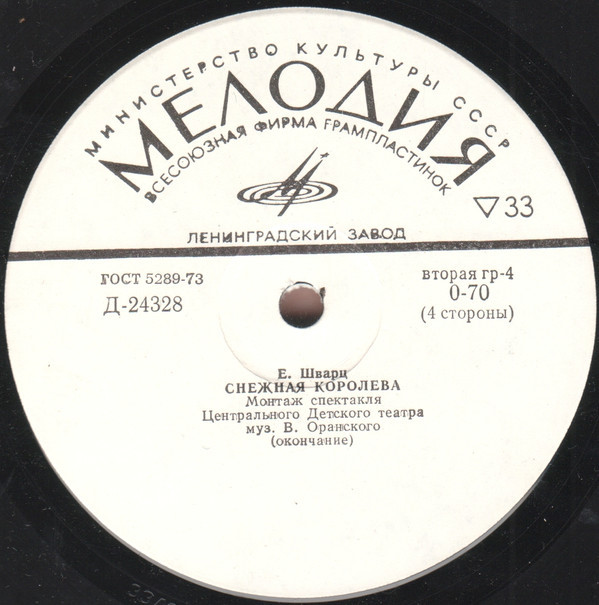 МИНИСТЕРСТВО КУЛЬТУРЫ СССР
МЕЛОДИЯ
ВСЕСОЮЗНАЯ ФИРМА ГРАМПЛАСТИНОК
33
ЛЕНИНГРАДСКИЙ ЗАВОД
ГОСТ 5289-73
Д-24328
вторая гр-4
0-70
(4 стороны)
Е. Шварц
СНЕЖНАЯ КОРОЛЕВА
Монтаж спектакля
Центрального Детского театра
муз. В. Оранского
(окончание)